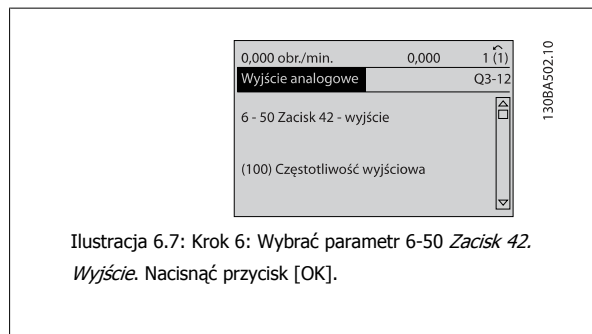 0,000 obr./min. 0,000 1 (1)
Wyjście analogowe Q3-12
6 - 50 Zacisk 42 - wyjście
(100) Częstotliwość wyjściowa
130BA502.10
Ilustracja 6.7: Krok 6: Wybrać parametr 6-50 Zacisk 42.
Wyjście. Nacisnąć przycisk [OK].